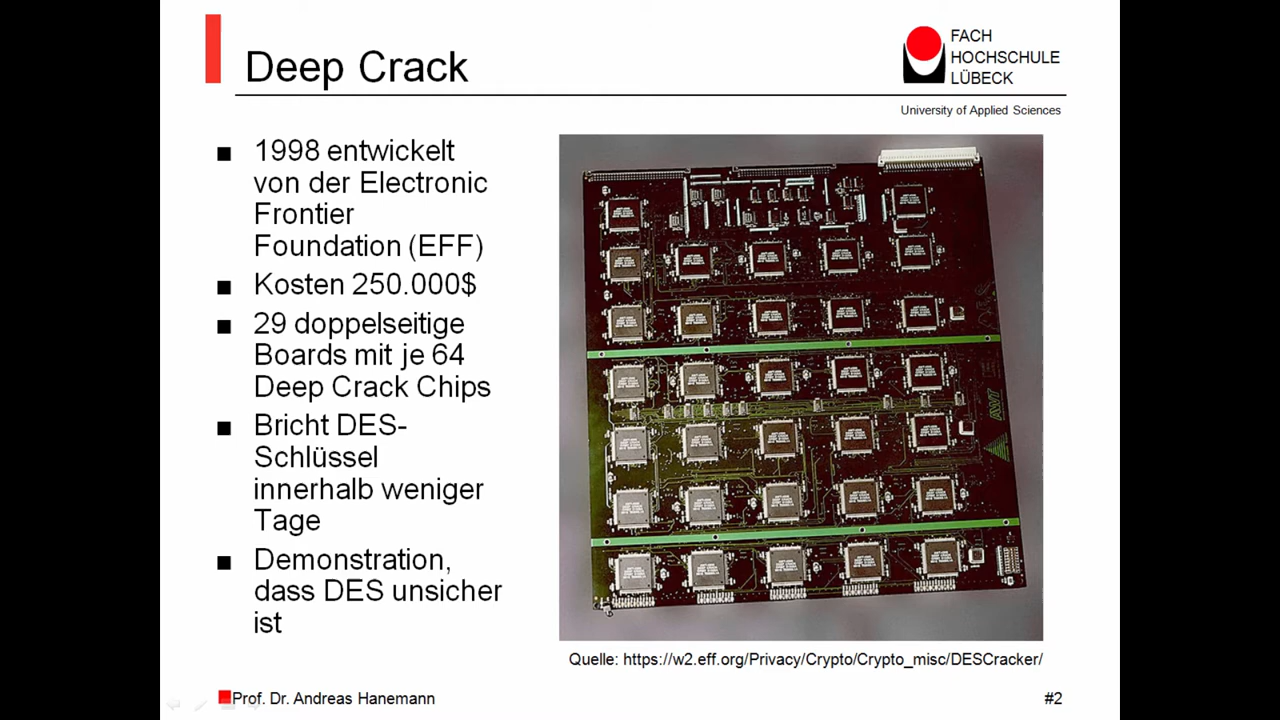 Deep Crack
FACH
HOCHSCHULE
LÜBECK
University of Applied Sciences
■ 1998 entwickelt
von der Electronic
Frontier
Foundation (EFF)
■ Kosten 250.000$
■ 29 doppelseitige
Boards mit je 64
Deep Crack Chips
■ Bricht DES-
Schlüssel
innerhalb weniger
Tage
■ Demonstration,
dass DES unsicher
ist
AWT
Quelle: https://w2.eff.org/Privacy/Crypto/Crypto_misc/DESCracker/
Prof. Dr. Andreas Hanemann
#2